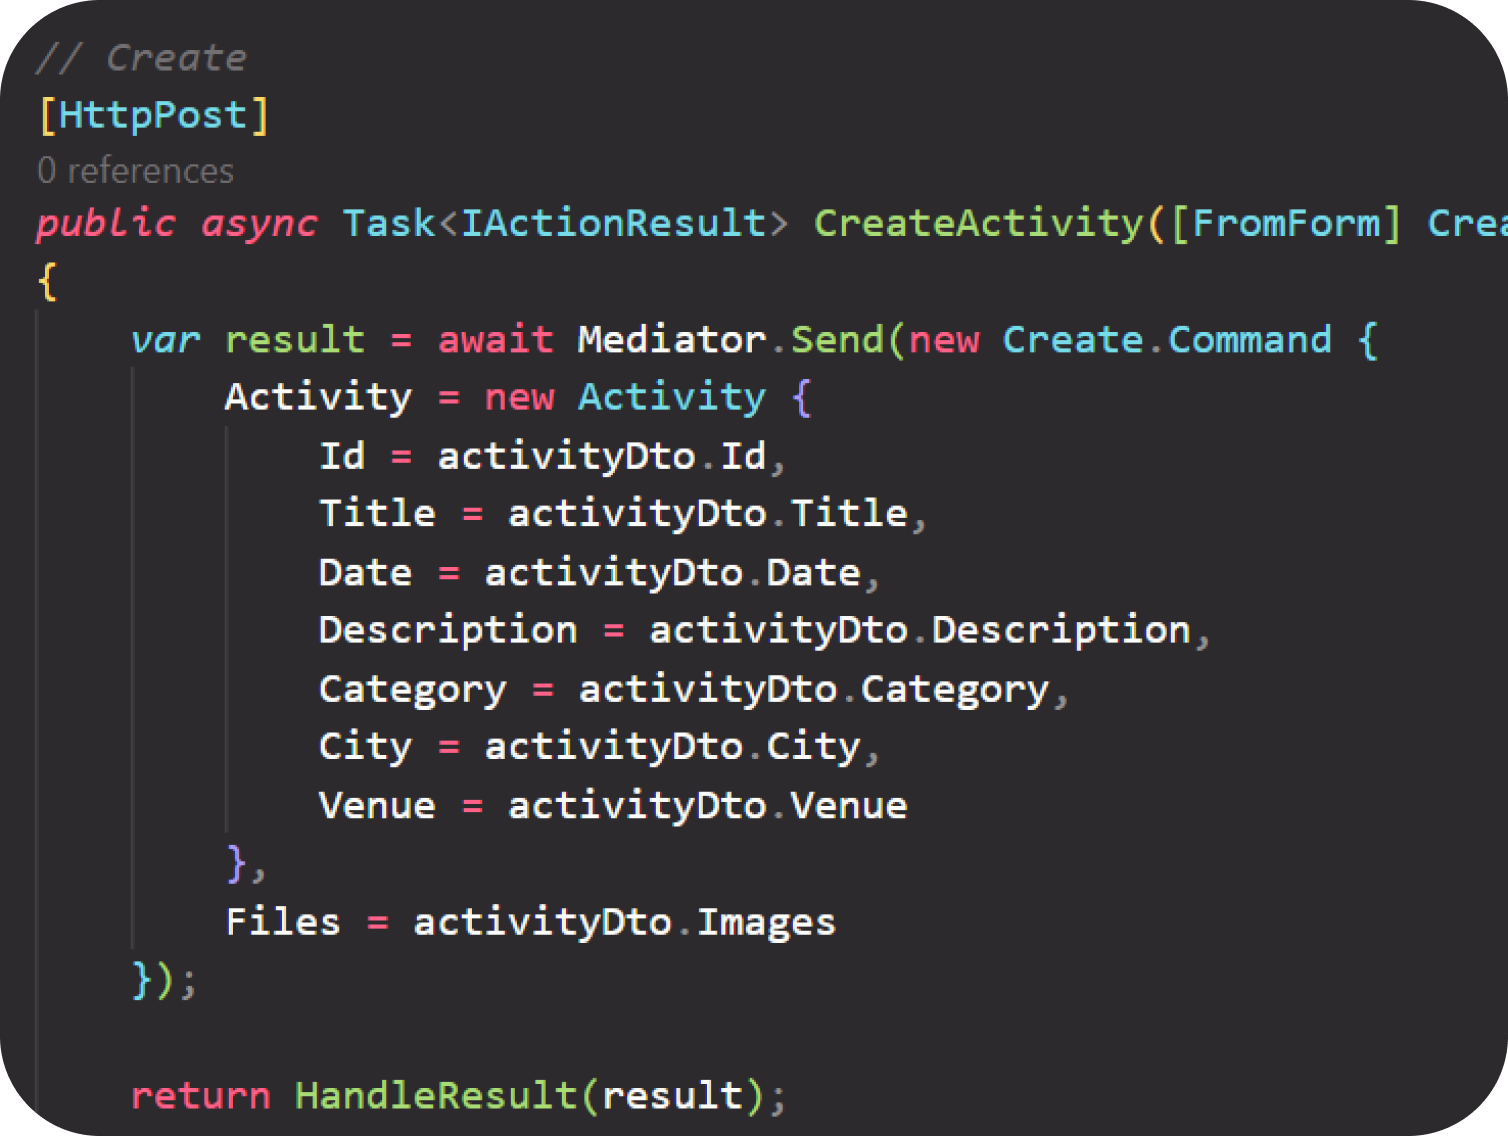 // Create
[HttpPost]
0 references
public async Task<IActionResult> CreateActivity([FromForm]
{
var result = await Mediator.Send(new Create.Command {
Activity = new Activity {
Id = activityDto.Id,
Title = activityDto.Title,
Date = activityDto.Date,
Description = activityDto.Description,
Category = activityDto.Category,
City = activityDto.City,
Venue = activityDto.Venue
},
Files = activityDto.Images
});
return HandleResult(result);